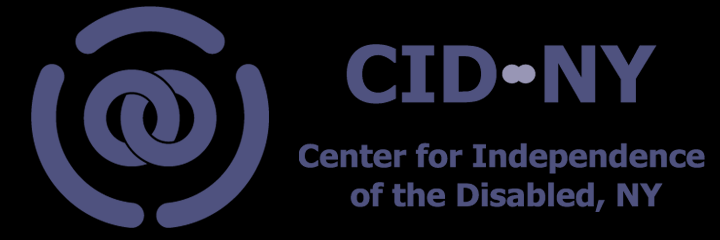 CID-NY
Center for Independence
of the Disabled, NY